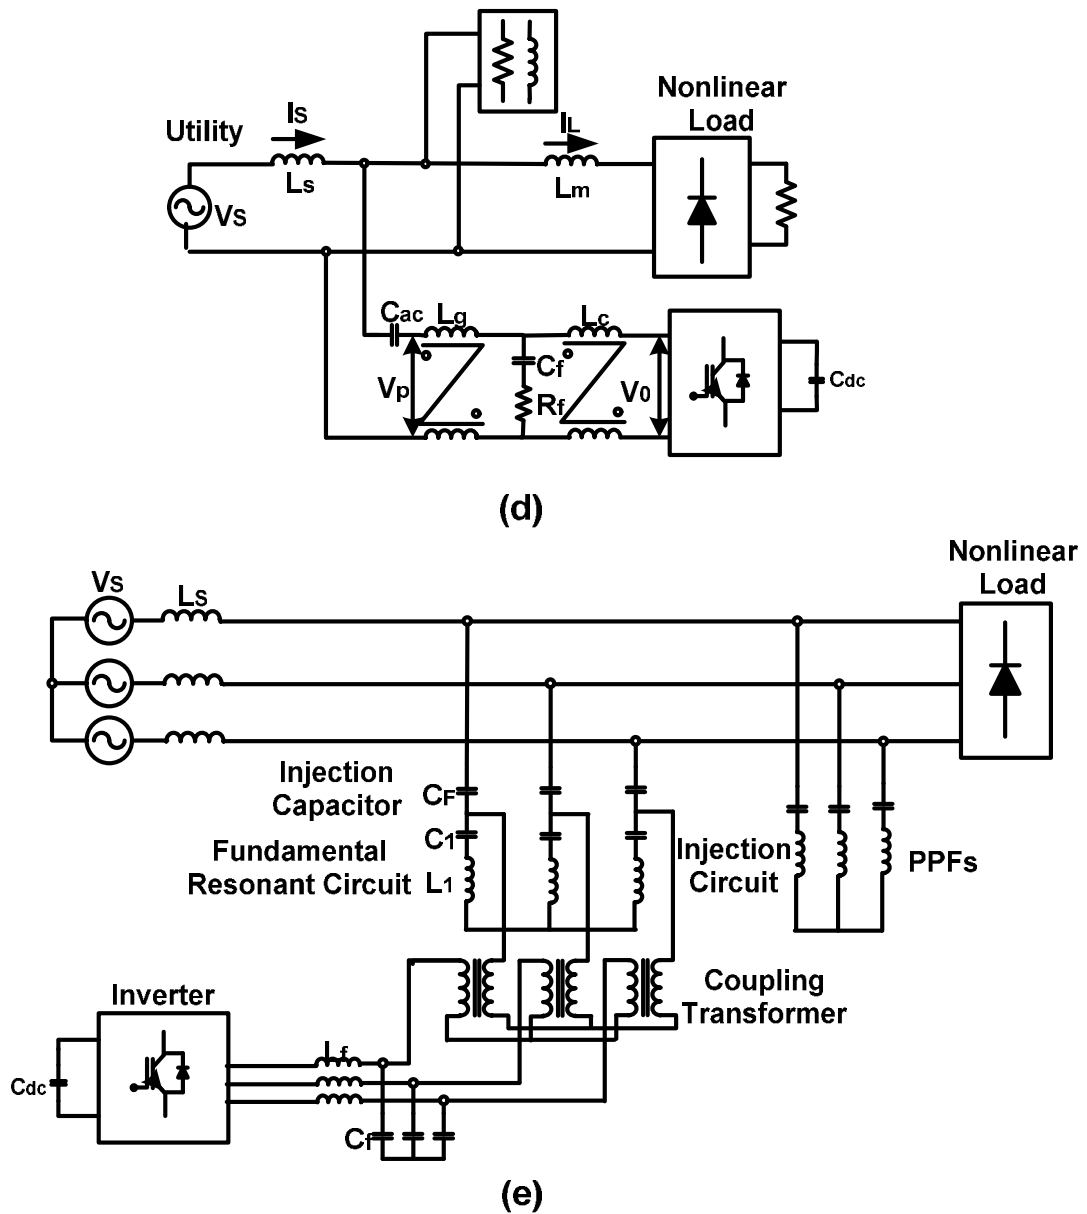 Nonlinear
Load
Utility
Is
Ls
Vs
IL
Lm
Cac
Lg
Lc
Cf
Rf
Vp
V0
Cdc
(d)
Nonlinear
Load
Vs
Ls
Injection
Capacitor
CF
C1
Fundamental
Resonant Circuit
L1
Injection
Circuit
PPFs
Coupling
Transformer
Inverter
Lf
Cdc
Cf
(e)